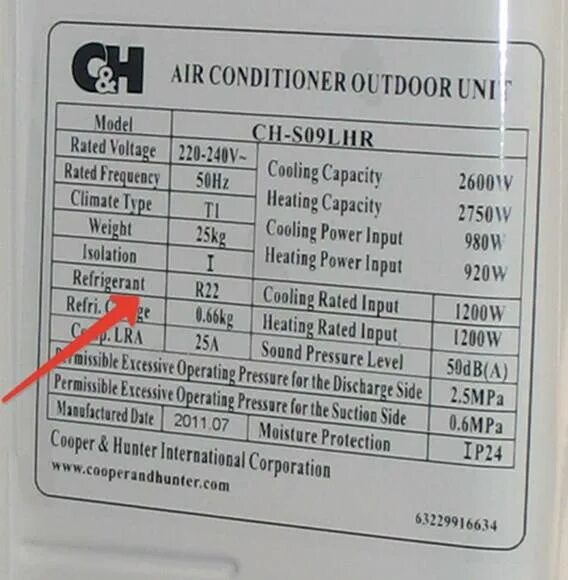 C&H AIR CONDITIONER OUTDOOR UNIT
Model CH-S09LHR
Rated Voltage 220-240V~
Rated Frequency 50Hz
Climate Type T1
Weight 25kg
Isolation I
Refrigerant R22
Refri. 0.66kg
LRA 25A
Cooling Capacity 2600W
Heating Capacity 2750W
Cooling Power Input 980W
Heating Power Input 920W
Cooling Rated Input 1200W
Heating Rated Input 1200W
Sound Pressure Level 50dB(A)
Permissible Excessive Operating Pressure for the Discharge Side 2.5MPa
Permissible Excessive Operating Pressure for the Suction Side 0.6MPa
Manufactured Date 2011.07 Moisture Protection IP24
Cooper & Hunter International Corporation
www.cooperandhunter.com
63229916634